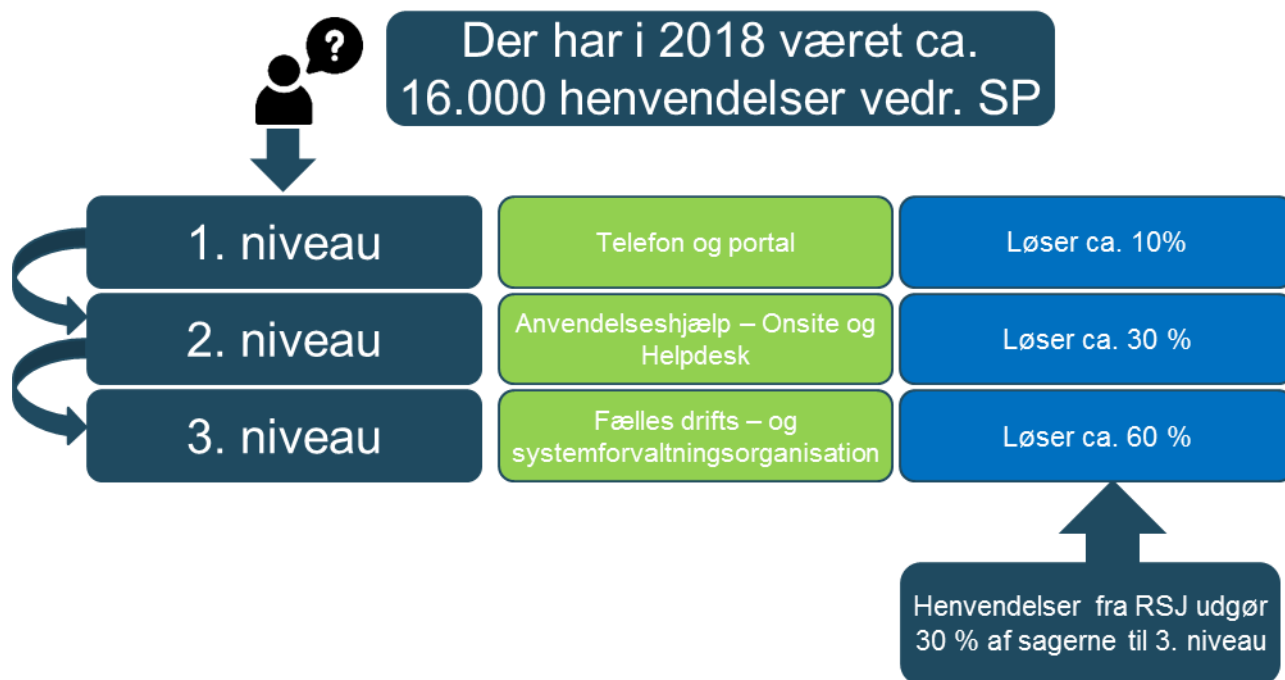 ?
Der har i 2018 været ca.
16.000 henvendelser vedr. SP
1. niveau
Telefon og portal
Løser ca. 10%
2. niveau
Anvendelseshjælp – Onsite og
Helpdesk
Løser ca. 30 %
3. niveau
Fælles drifts – og
systemforvaltningsorganisation
Løser ca. 60 %
Henvendelser fra RSJ udgør
30 % af sagerne til 3. niveau